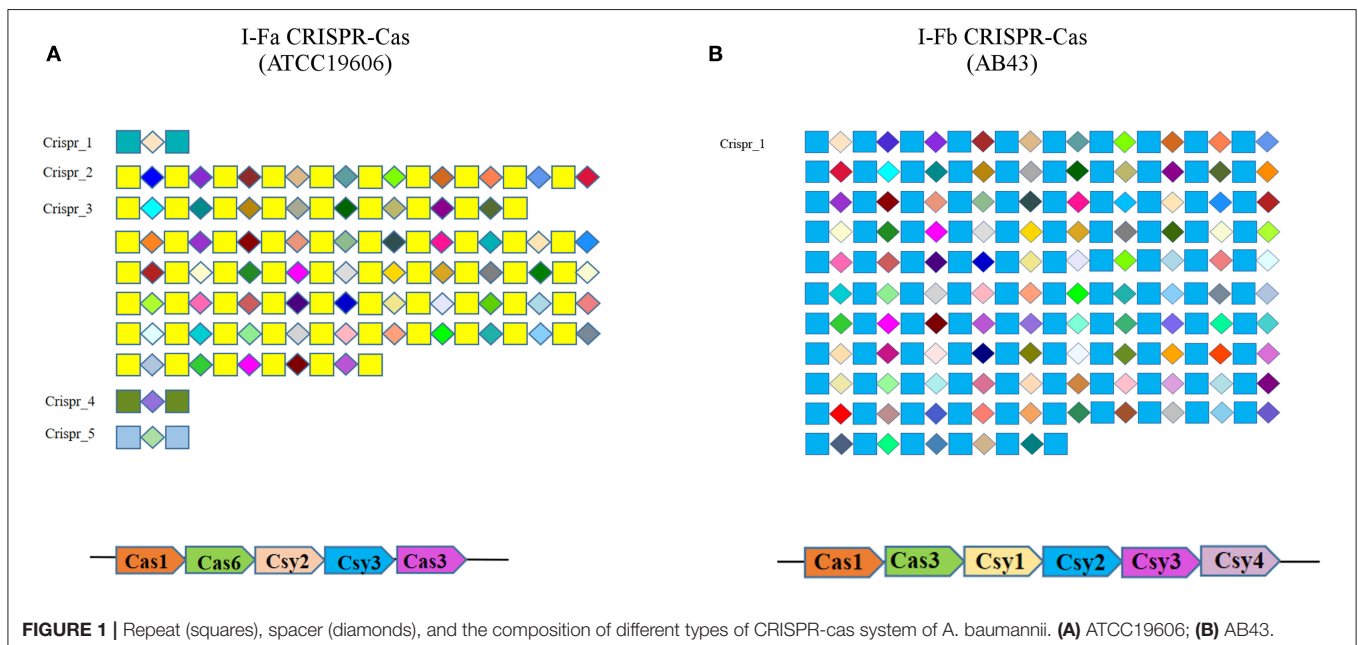 A
I-Fa CRISPR-Cas
(ATCC19606)
Crispr_1
Crispr_2
Crispr_3
Crispr_4
Crispr_5
Cas1 Cas6 Csy2 Csy3 Cas3
B
I-Fb CRISPR-Cas
(AB43)
Crispr_1
Cas1 Cas3 Csy1 Csy2 Csy3 Csy4
FIGURE 1 | Repeat (squares), spacer (diamonds), and the composition of different types of CRISPR-cas system of A. baumannii. (A) ATCC19606; (B) AB43.